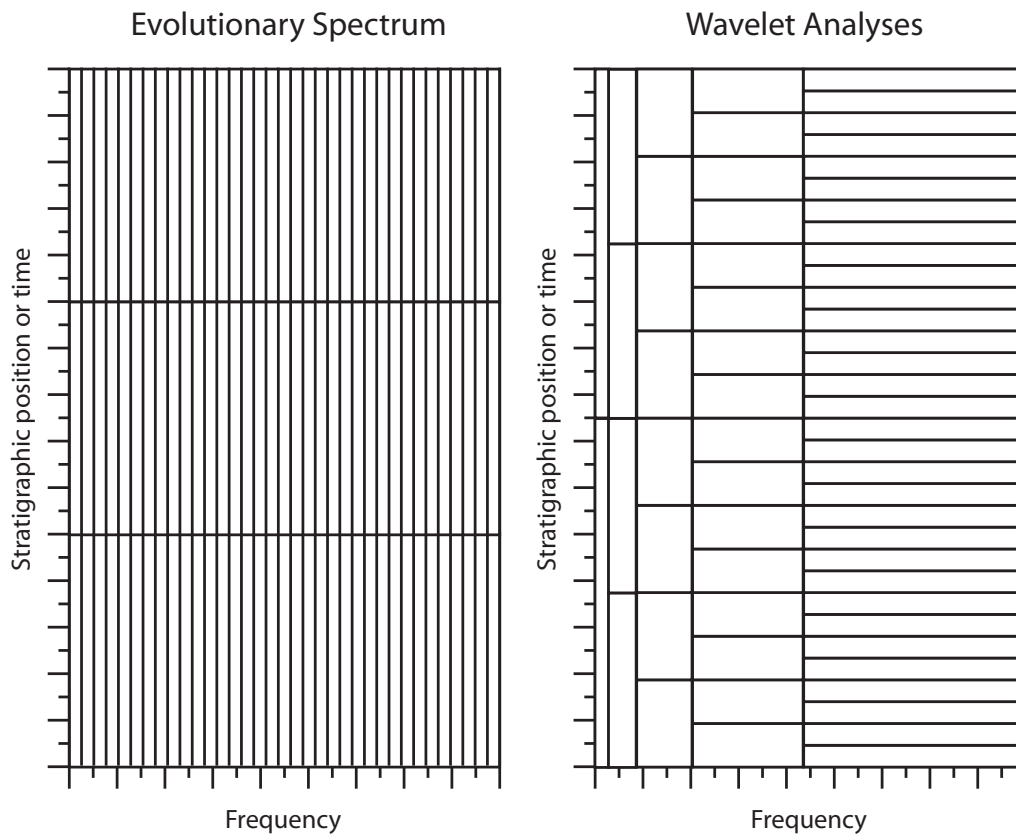 Evolutionary Spectrum
Stratigraphic position or time
Frequency
Wavelet Analyses
Stratigraphic position or time
Frequency